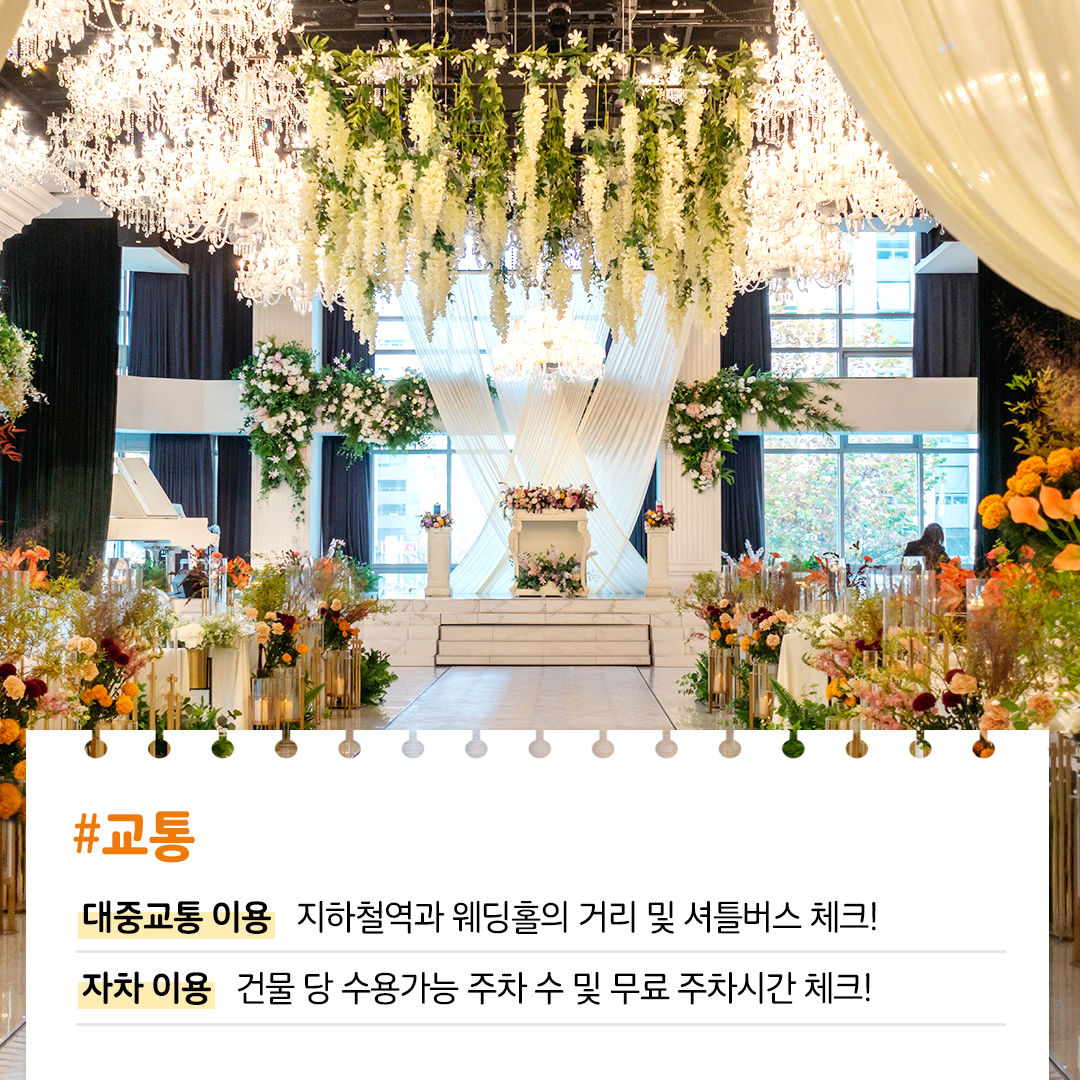 #교통
대중교통 이용 지하철역과 웨딩홀의 거리 및 셔틀버스 체크!
자차 이용 건물 당 수용가능 주차 수 및 무료 주차시간 체크!